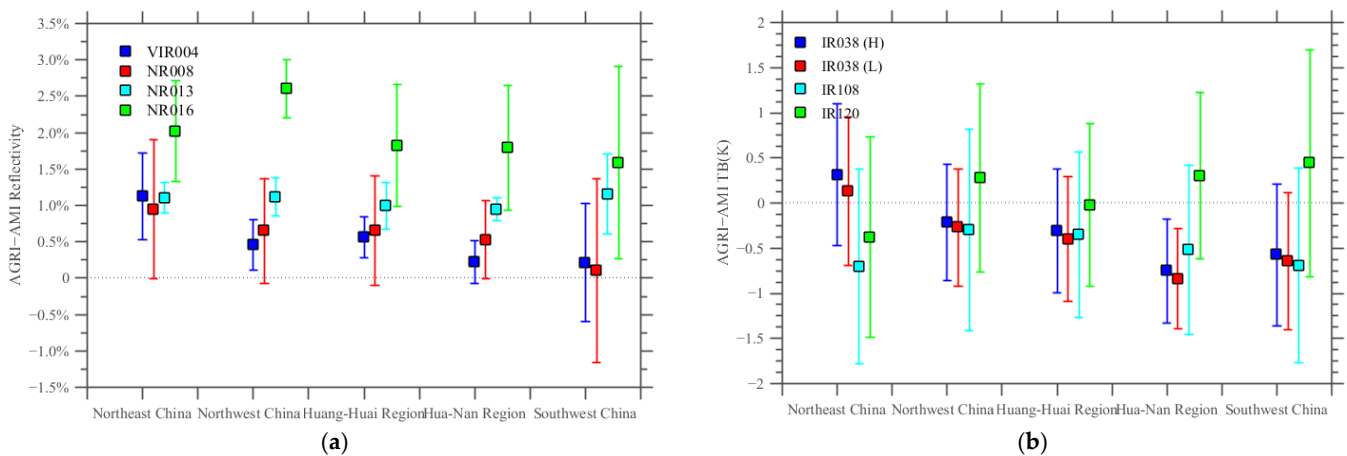 3.5%
3.0%
2.5%
2.0%
1.5%
1.0%
0.5%
0
−0.5%
−1.0%
−1.5%
AGRI−AMI Reflectivity
VIR004
NR008
NR013
NR016
Northeast China Northwest China Huang-Huai Region Hua-Nan Region Southwest China
(a)
2
1.5
1
0.5
0
−0.5
−1
−1.5
−2
AGRI−AMI TB(K)
IR038 (H)
IR038 (L)
IR108
IR120
Northeast China Northwest China Huang-Huai Region Hua-Nan Region Southwest China
(b)